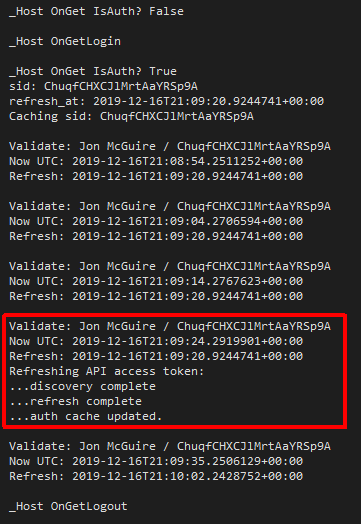 _Host OnGet IsAuth? False
_Host OnGetLogin
_Host OnGet IsAuth? True
sid: ChuqfCHXCJlMrtAaYRSp9A
refresh_at: 2019-12-16T21:09:20.9244741+00:00
Caching sid: ChuqfCHXCJlMrtAaYRSp9A
Validate: Jon McGuire / ChuqfCHXCJlMrtAaYRSp9A
Now UTC: 2019-12-16T21:08:54.2511252+00:00
Refresh: 2019-12-16T21:09:20.9244741+00:00
Validate: Jon McGuire / ChuqfCHXCJlMrtAaYRSp9A
Now UTC: 2019-12-16T21:09:04.2706594+00:00
Refresh: 2019-12-16T21:09:20.9244741+00:00
Validate: Jon McGuire / ChuqfCHXCJlMrtAaYRSp9A
Now UTC: 2019-12-16T21:09:14.2767623+00:00
Refresh: 2019-12-16T21:09:20.9244741+00:00
Validate: Jon McGuire / ChuqfCHXCJlMrtAaYRSp9A
Now UTC: 2019-12-16T21:09:24.2919901+00:00
Refresh: 2019-12-16T21:09:20.9244741+00:00
Refreshing API access token:
...discovery complete
...refresh complete
...auth cache updated.
Validate: Jon McGuire / ChuqfCHXCJlMrtAaYRSp9A
Now UTC: 2019-12-16T21:09:35.2506129+00:00
Refresh: 2019-12-16T21:10:02.2428752+00:00
_Host OnGetLogout